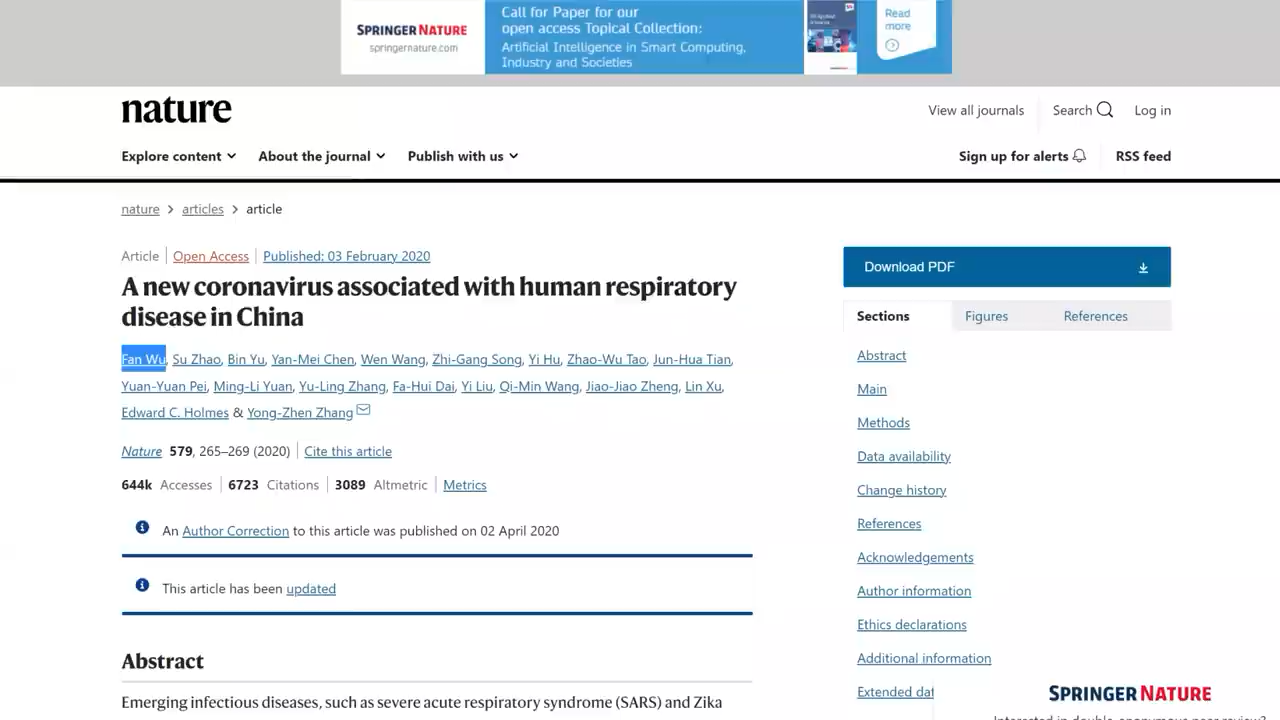 SPRINGER NATURE
springernature.com
Call for Paper for our
open access Topical Collection:
Artificial Intelligence in Smart Computing,
Industry and Societies
Read
more
nature
View all journals
Search
Log in
Explore content
About the journal
Publish with us
Sign up for alerts
RSS feed
nature > articles > article
Article | Open Access | Published: 03 February 2020
A new coronavirus associated with human respiratory
disease in China
Fan Wu, Su Zhao, Bin Yu, Yan-Mei Chen, Wen Wang, Zhi-Gang Song, Yi Hu, Zhao-Wu Tao, Jun-Hua Tian,
Yuan-Yuan Pei, Ming-Li Yuan, Yu-Ling Zhang, Fa-Hui Dai, Yi Liu, Qi-Min Wang, Jiao-Jiao Zheng, Lin Xu,
Edward C. Holmes & Yong-Zhen Zhang
Nature 579, 265–269 (2020) | Cite this article
644k Accesses | 6723 Citations | 3089 Altmetric | Metrics
An Author Correction to this article was published on 02 April 2020
This article has been updated
Abstract
Emerging infectious diseases, such as severe acute respiratory syndrome (SARS) and Zika
Download PDF
Sections
Figures
References
Abstract
Main
Methods
Data availability
Change history
References
Acknowledgements
Author information
Ethics declarations
Additional information
Extended dat
SPRINGER NATURE
Interested in double-anonymous peer review?